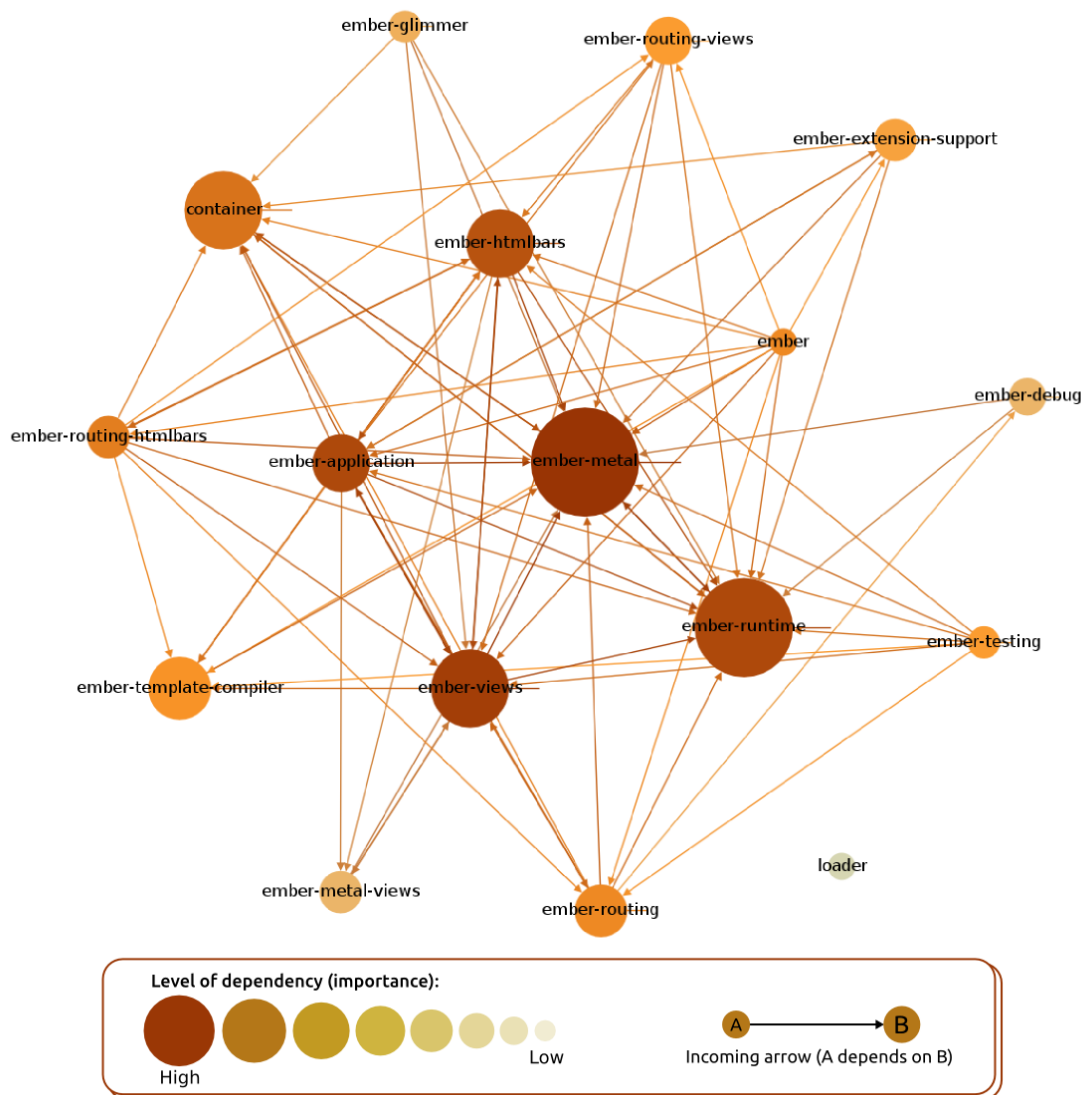 ember-glimmer
ember-routing-views
ember-extension-support
container
ember-htmlbars
ember
ember-debug
ember-routing-htmlbars
ember-application
ember-metal
ember-runtime
ember-testing
ember-template-compiler
ember-views
loader
ember-metal-views
ember-routing
Level of dependency (importance):
High
Low
A
B
Incoming arrow (A depends on B)